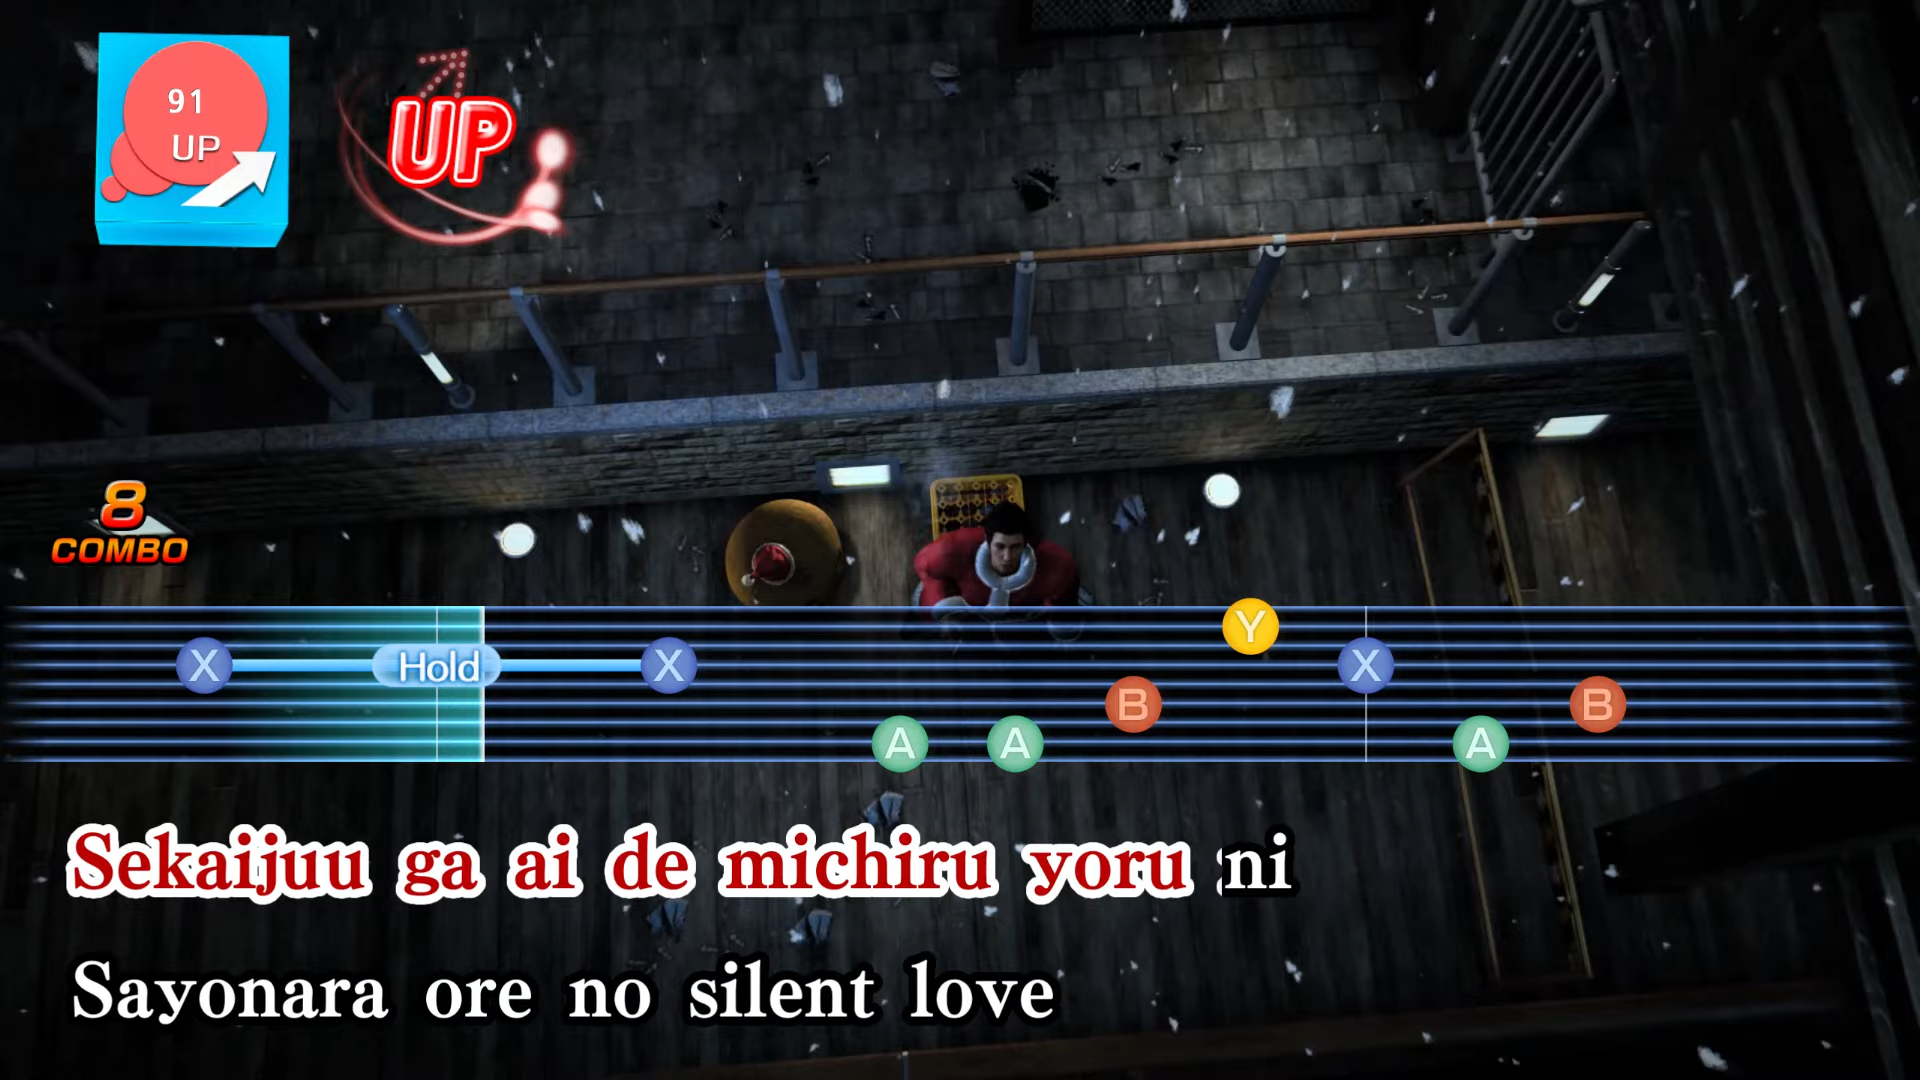 91
UP
UP
8
COMBO
Y
X Hold X X
B B
A A A
Sekaijuu ga ai de michiru yoru ni
Sayonara ore no silent love